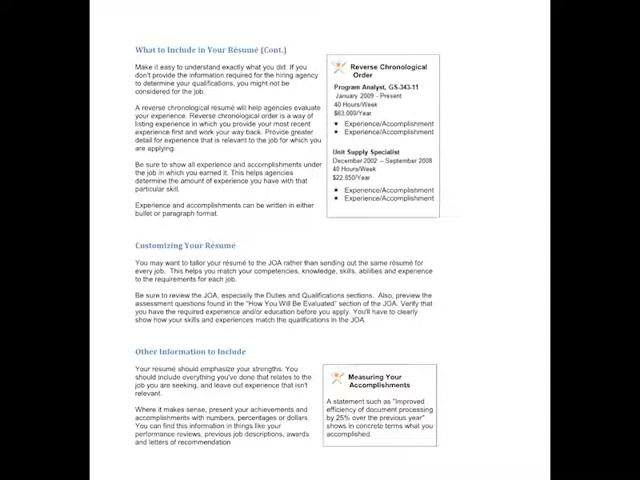 What to Include in Your Résumé (Cont.)
Make it easy to understand exactly what you did. If you
don't provide the information required for the hiring agency
to determine your qualifications, you might not be
considered for the job.
A reverse chronological résumé will help agencies evaluate
your experience. Reverse chronological order is a way of
listing experience in which you provide your most recent
experience first and work your way back. Provide greater
detail for experience that is relevant to the job for which you
are applying.
Be sure to show all experience and accomplishments under
the job in which you earned it. This helps agencies
determine the amount of experience you have with that
particular skill.
Experience and accomplishments can be written in either
bullet or paragraph format.
Reverse Chronological
Order
Program Analyst, GS-343-11
January 2009 - Present
40 Hours/Week
$63,000/Year
• Experience/Accomplishment
• Experience/Accomplishment
Unit Supply Specialist
December 2002 – September 2008
40 Hours/Week
$22,850/Year
• Experience/Accomplishment
• Experience/Accomplishment
Customizing Your Résumé
You may want to tailor your résumé to the JOA rather than sending out the same résumé for
every job. This helps you match your competencies, knowledge, skills, abilities and experience
to the requirements for each job.
Be sure to review the JOA, especially the Duties and Qualifications sections. Also, preview the
assessment questions found in the "How You Will Be Evaluated" section of the JOA. Verify that
you have the required experience and/or education before you apply. You'll have to clearly
show how your skills and experiences match the qualifications in the JOA.
Other Information to Include
Your résumé should emphasize your strengths. You
should include everything you've done that relates to the
job you are seeking, and leave out experience that isn't
relevant.
Where it makes sense, present your achievements and
accomplishments with numbers, percentages or dollars.
You can find this information in things like your
performance reviews, previous job descriptions, awards
and letters of recommendation
Measuring Your
Accomplishments
A statement such as "Improved
efficiency of document processing
by 25% over the previous year"
shows in concrete terms what you
accomplished.